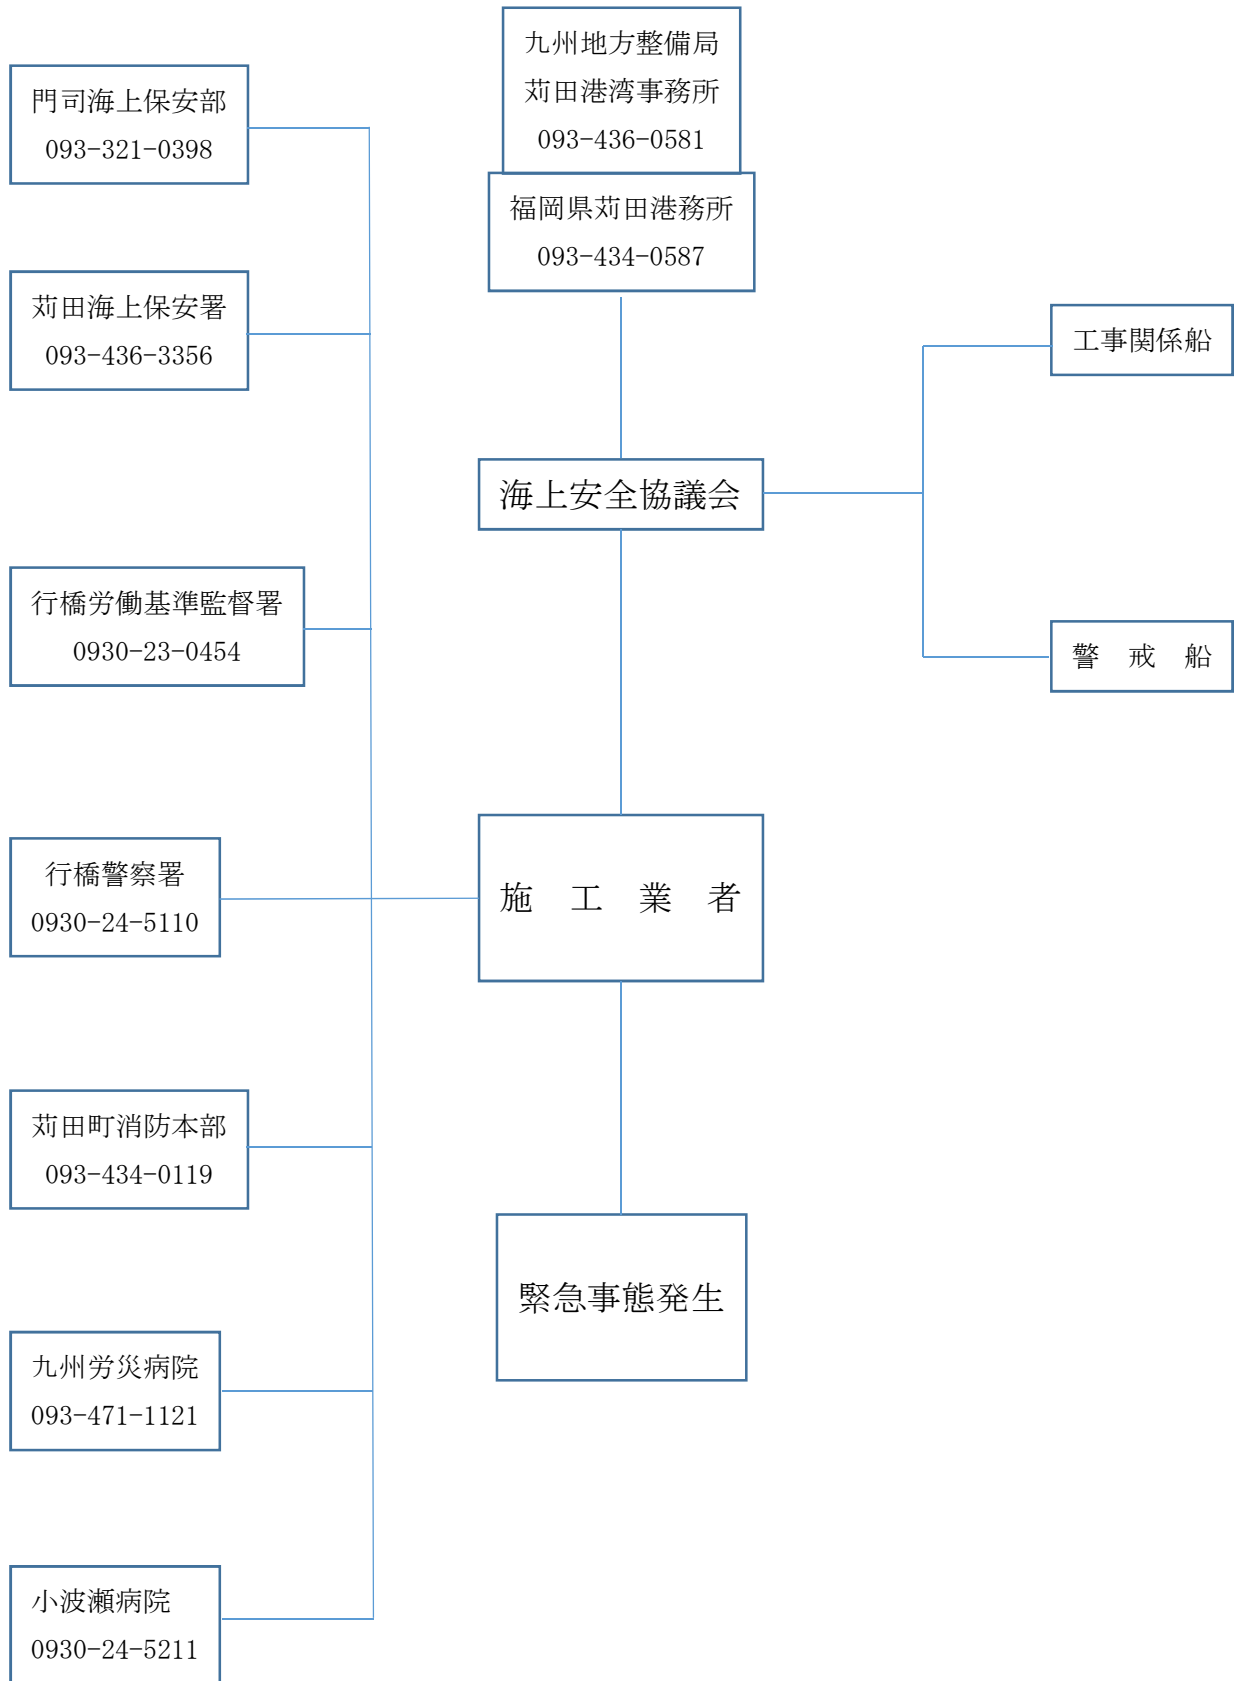 九州地方整備局
苅田港湾事務所
093-436-0581
福岡県苅田港務所
093-434-0587
門司海上保安部
093-321-0398
苅田海上保安署
093-436-3356
行橋労働基準監督署
0930-23-0454
行橋警察署
0930-24-5110
苅田町消防本部
093-434-0119
九州労災病院
093-471-1121
小波瀬病院
0930-24-5211
海上安全協議会
施　工　業　者
緊急事態発生
工事関係船
警　戒　船